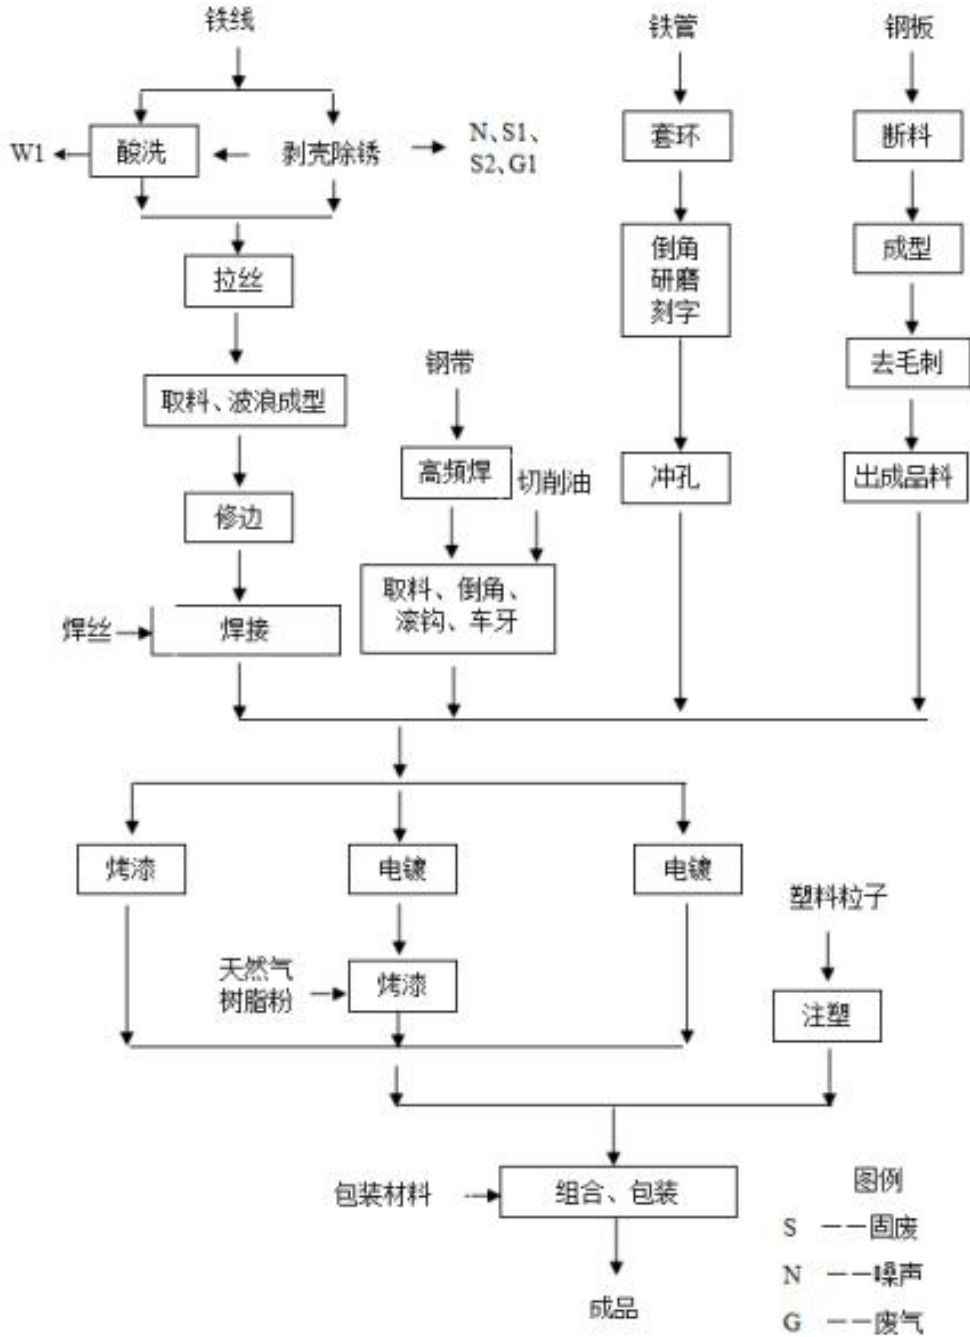 铁线
铁管
钢板
W1
酸洗
剥壳除锈
N、S1、
S2、G1
套环
断料
拉丝
倒角
研磨
刻字
成型
取料、波浪成型
钢带
去毛刺
修边
高频焊
切削油
冲孔
出成品料
焊丝
焊接
取料、倒角、
滚钩、车牙
烤漆
电镀
电镀
塑料粒子
天然气
树脂粉
烤漆
注塑
包装材料
组合、包装
成品
图例
S ——固废
N ——噪声
G ——废气